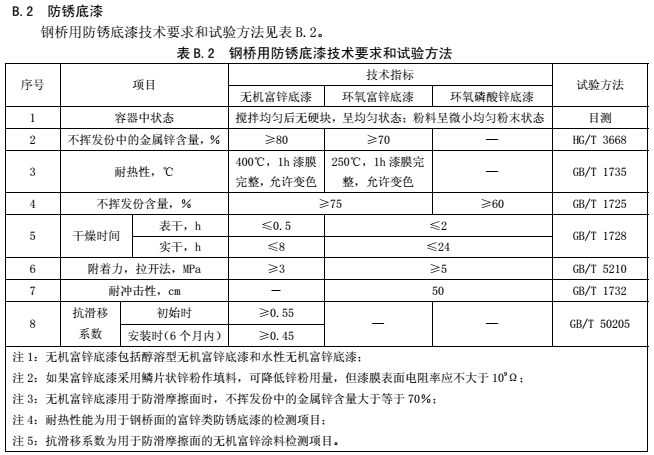 B.2 防锈底漆
钢桥用防锈底漆技术要求和试验方法见表 B.2。
表 B.2 钢桥用防锈底漆技术要求和试验方法
序号 项目 技术指标 试验方法
无机富锌底漆 环氧富锌底漆 环氧磷酸锌底漆
1 容器中状态 搅拌均匀后无硬块，呈均匀状态；粉料呈微小均匀粉末状态 目测
2 不挥发份中的金属锌含量，% ≥80 ≥70 — HG/T 3668
3 耐热性，℃ 400℃，1h 漆膜完整，允许变色 250℃，1h 漆膜完整，允许变色 — GB/T 1735
4 不挥发份含量，% ≥75 ≥60 GB/T 1725
5 干燥时间 表干，h ≤0.5 ≤2 GB/T 1728
实干，h ≤8 ≤24
6 附着力，拉开法，MPa ≥3 ≥5 GB/T 5210
7 耐冲击性，cm — 50 GB/T 1732
8 抗滑移系数 初始时 ≥0.55 — — GB/T 50205
安装时(6 个月内) ≥0.45
注 1：无机富锌底漆包括醇溶型无机富锌底漆和水性无机富锌底漆；
注 2：如果富锌底漆采用鳞片状锌粉作填料，可降低锌粉用量，但漆膜表面电阻率应不大于 10⁹Ω；
注 3：无机富锌底漆用于防滑摩擦面时，不挥发份中的金属锌含量大于等于 70%；
注 4：耐热性能为用于钢桥面的富锌类防锈底漆的检测项目；
注 5：抗滑移系数为用于防滑摩擦面的无机富锌涂料检测项目。